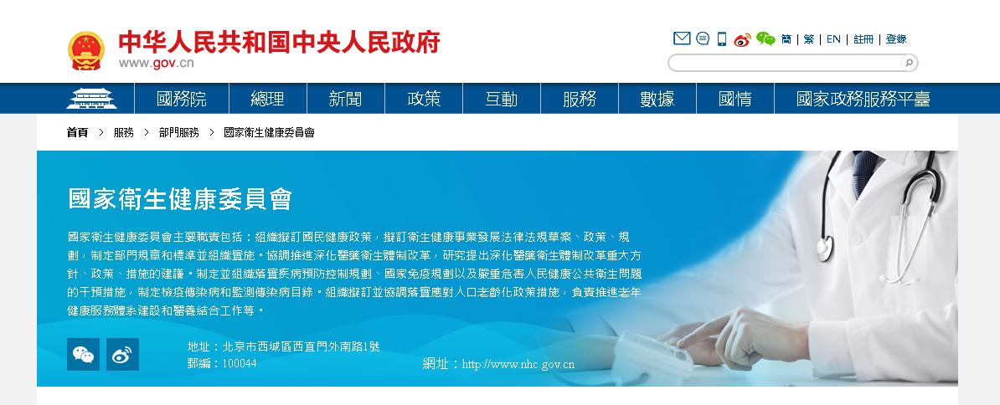 中华人民共和国中央人民政府
www.gov.cn
簡 | 繁 | EN | 註冊 | 登錄
國務院 總理 新聞 政策 互動 服務 數據 國情 國家政務服務平臺
首頁 > 服務 > 部門服務 > 國家衛生健康委員會
國家衛生健康委員會
國家衛生健康委員會主要職責包括：組織擬訂國民健康政策，擬訂衛生健康事業發展法律法規草案、政策、規
劃，制定部門規章和標準並組織實施。協調推進深化醫藥衛生體制改革，研究提出深化醫藥衛生體制改革重大方
針、政策、措施的建議。制定並組織落實疾病預防控制規劃、國家免疫規劃以及嚴重危害人民健康公共衛生問題
的干預措施，制定檢疫傳染病和監測傳染病目錄。組織擬訂並協調落實應對人口老齡化政策措施，負責推進老年
健康服務體系建設和醫養結合工作等。
地址：北京市西城區西直門外南路1號
郵編：100044
網址：http://www.nhc.gov.cn